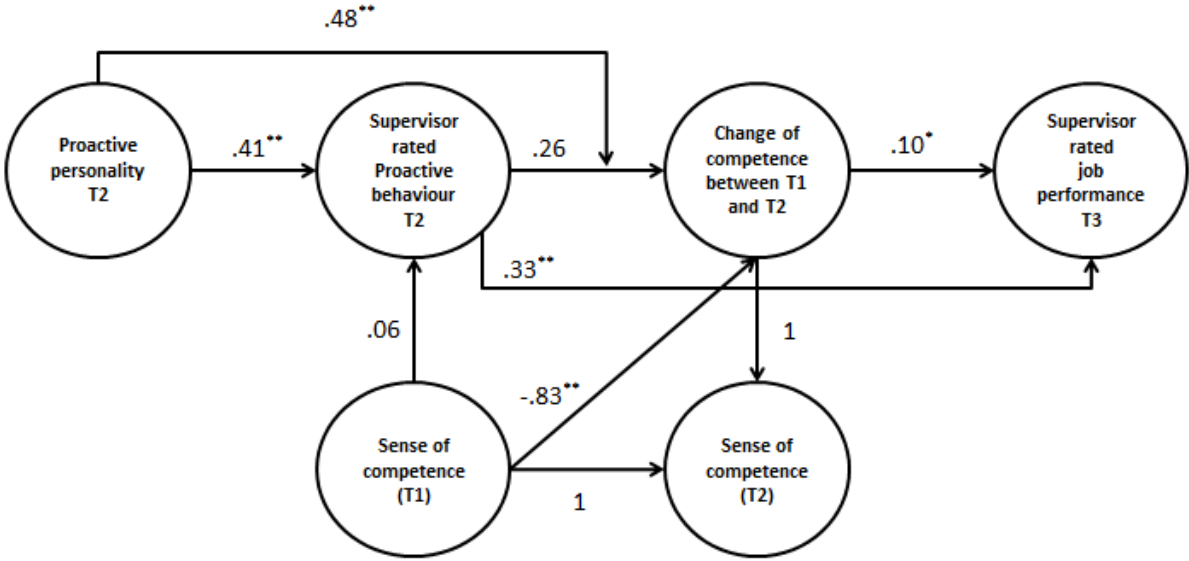 .48**
Proactive
personality
T2
.41**
Supervisor
rated
Proactive
behaviour
T2
.26
Change of
competence
between T1
and T2
.10*
Supervisor
rated
job
performance
T3
.33**
.06
-.83**
1
Sense of
competence
(T1)
1
Sense of
competence
(T2)